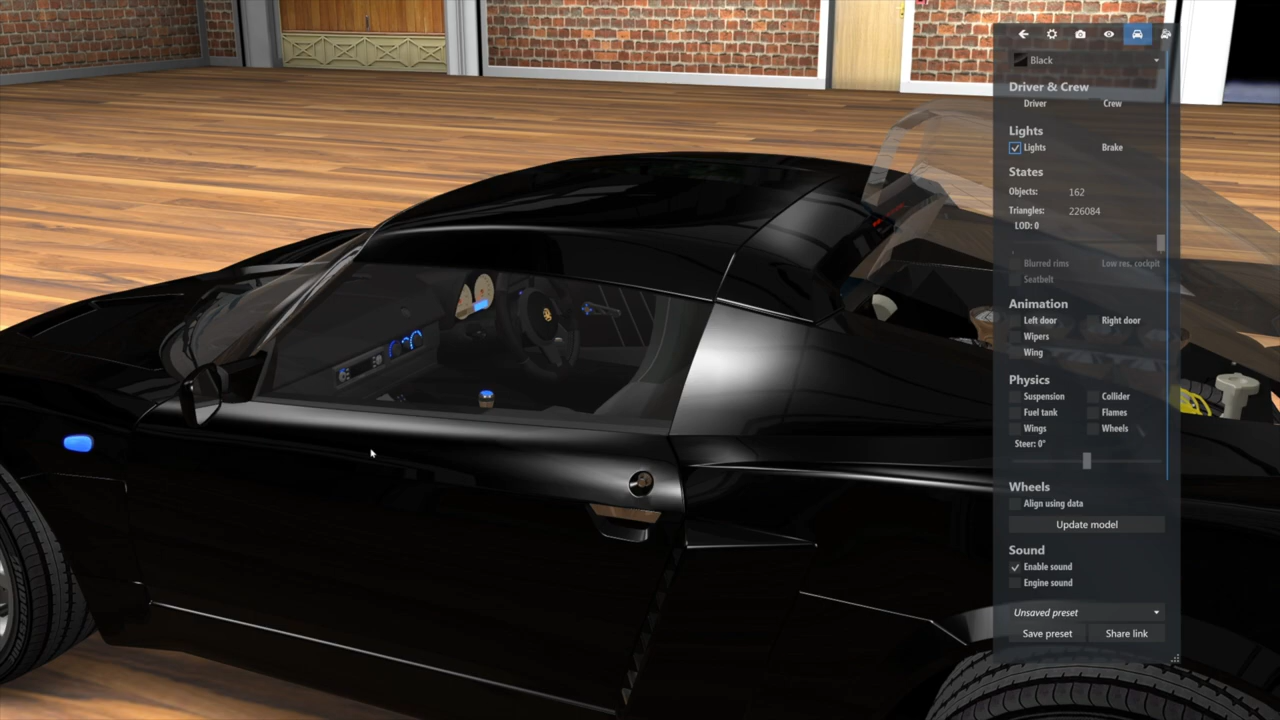 Black
Driver & Crew
Driver Crew
Lights
Lights Brake
States
Objects: 162
Triangles: 226084
LOD: 0
Blurred rims Low res. cockpit
Seatbelt
Animation
Left door Right door
Wipers
Wing
Physics
Suspension Collider
Fuel tank Flames
Wings Wheels
Steer: 0°
Wheels
Align using data
Update model
Sound
Enable sound
Engine sound
Unsaved preset
Save preset Share link